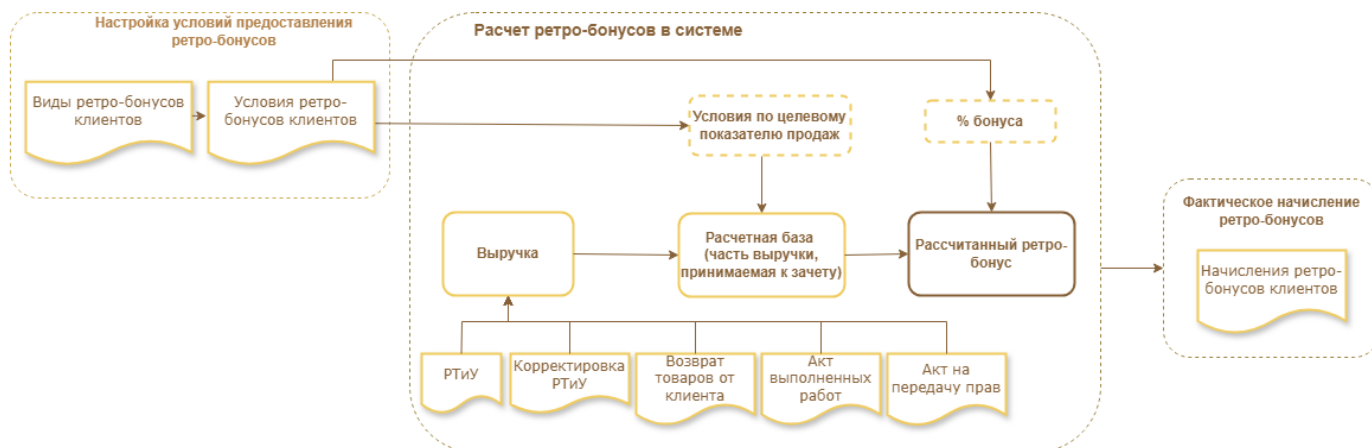 Настройка условий предоставления
ретро-бонусов
Виды ретро-бонусов
клиентов
Условия ретро-
бонусов клиентов
Расчет ретро-бонусов в системе
Условия по целевому
показателю продаж
% бонуса
Выручка
Расчетная база
(часть выручки,
принимаемая к зачету)
Рассчитанный ретро-
бонус
РТиУ
Корректировка
РТиУ
Возврат
товаров от
клиента
Акт
выполненных
работ
Акт на
передачу прав
Фактическое начисление
ретро-бонусов
Начисления ретро-
бонусов клиентов